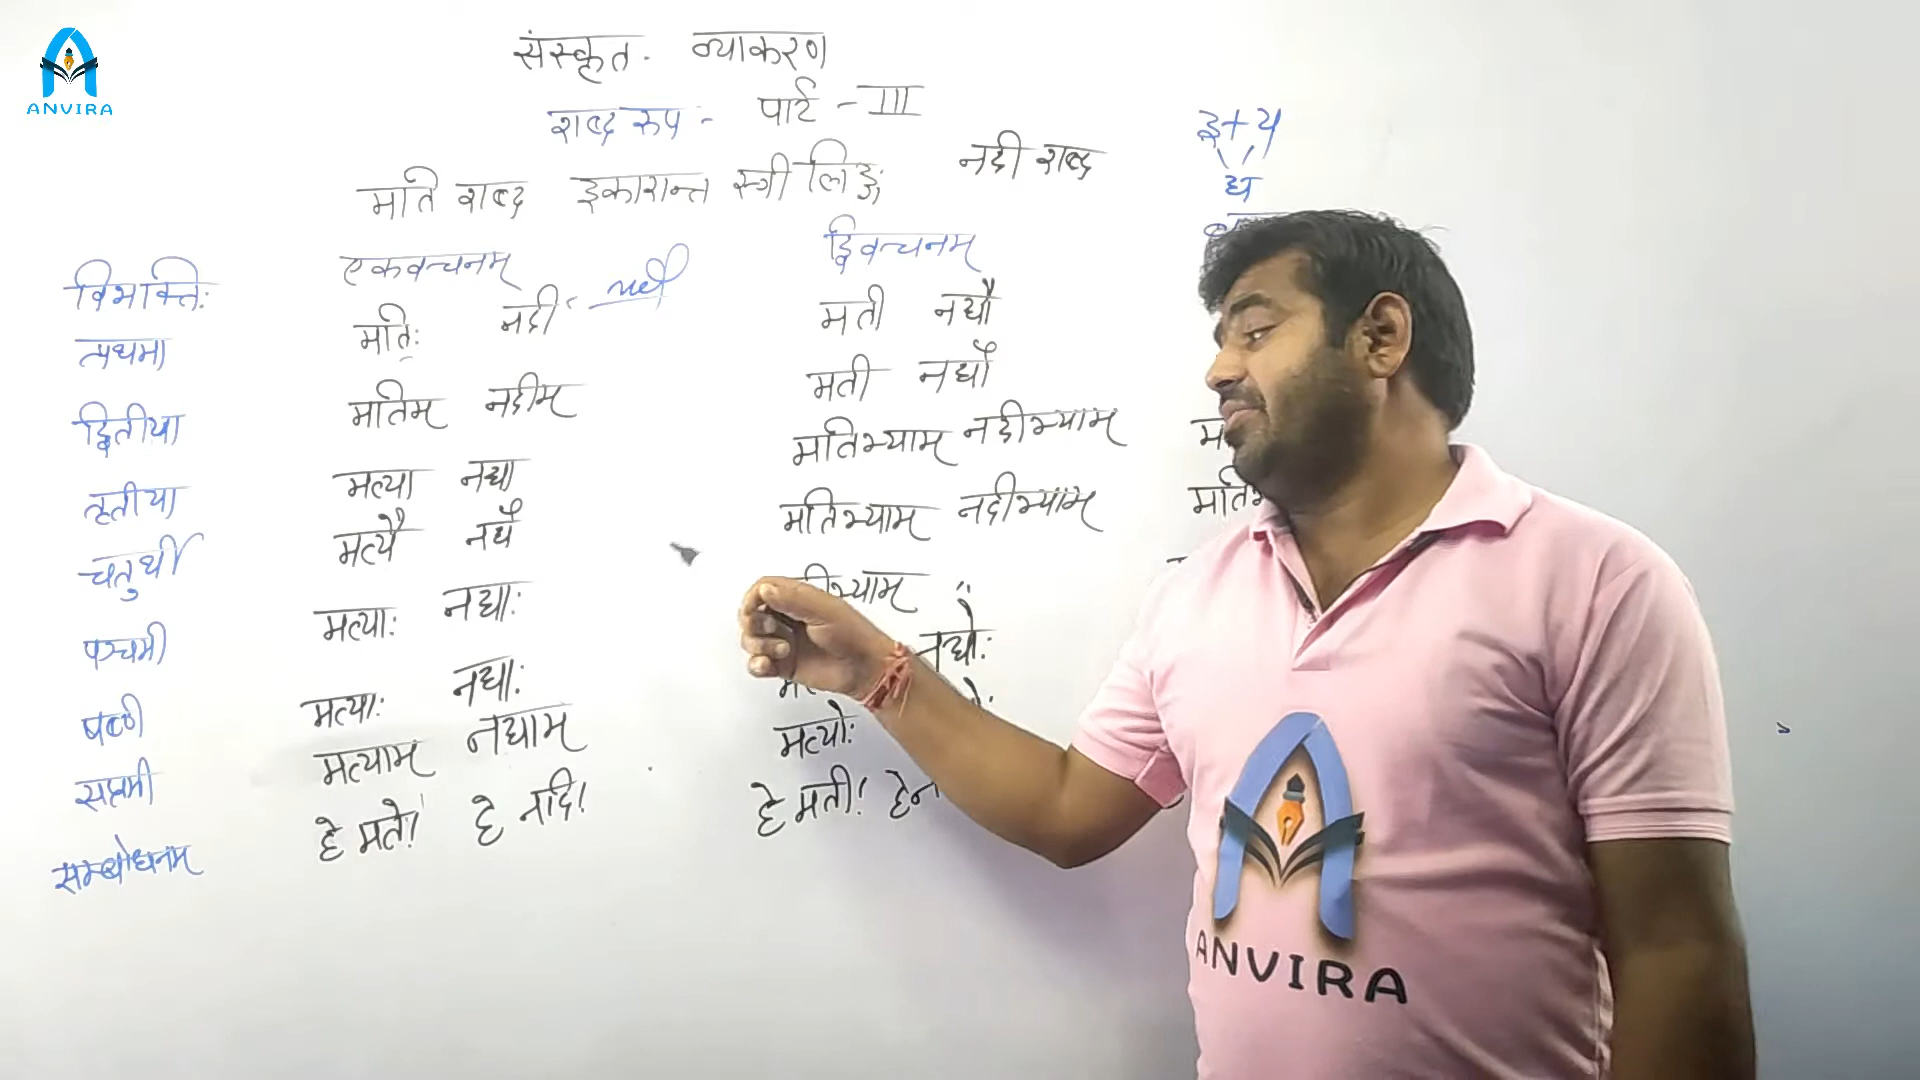 ANVIRA
संस्कृत - व्याकरण
शब्द रुप - पार्ट - III
मति शब्द इकारान्त स्त्री लिङ्ग; नदी शब्द
इ+य
द्य
विभक्तिः एकवचनम् द्विवचनम्
प्रथमा मतिः नदी मती नद्यौ
द्वितीया मतिम् नदीम् मती नद्यौ
तृतीया मत्या नद्या मतिभ्याम् नदीभ्याम्
चतुर्थी मत्यै नद्यै मतिभ्याम् नदीभ्याम्
पञ्चमी मत्याः नद्याः
षष्ठी मत्याः नद्याः नद्योः
सप्तमी मत्याम् नद्याम् मत्योः
सम्बोधनम् हे मते! हे नदि! हे मती!
ANVIRA